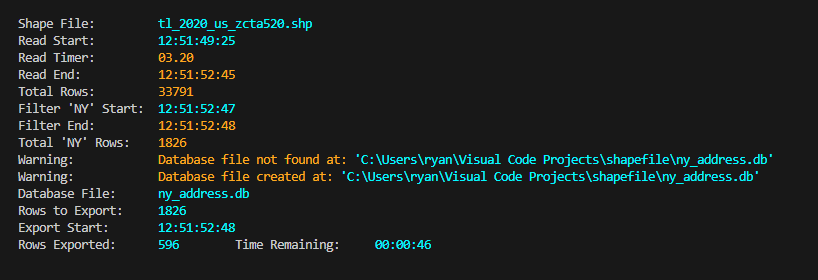 Shape File: tl_2020_us_zcta520.shp
Read Start: 12:51:49:25
Read Timer: 03.20
Read End: 12:51:52:45
Total Rows: 33791
Filter 'NY' Start: 12:51:52:47
Filter End: 12:51:52:48
Total 'NY' Rows: 1826
Warning: Database file not found at: 'C:\Users\ryan\Visual Code Projects\shapefile\ny_address.db'
Warning: Database file created at: 'C:\Users\ryan\Visual Code Projects\shapefile\ny_address.db'
Database File: ny_address.db
Rows to Export: 1826
Export Start: 12:51:52:48
Rows Exported: 596 Time Remaining: 00:00:46